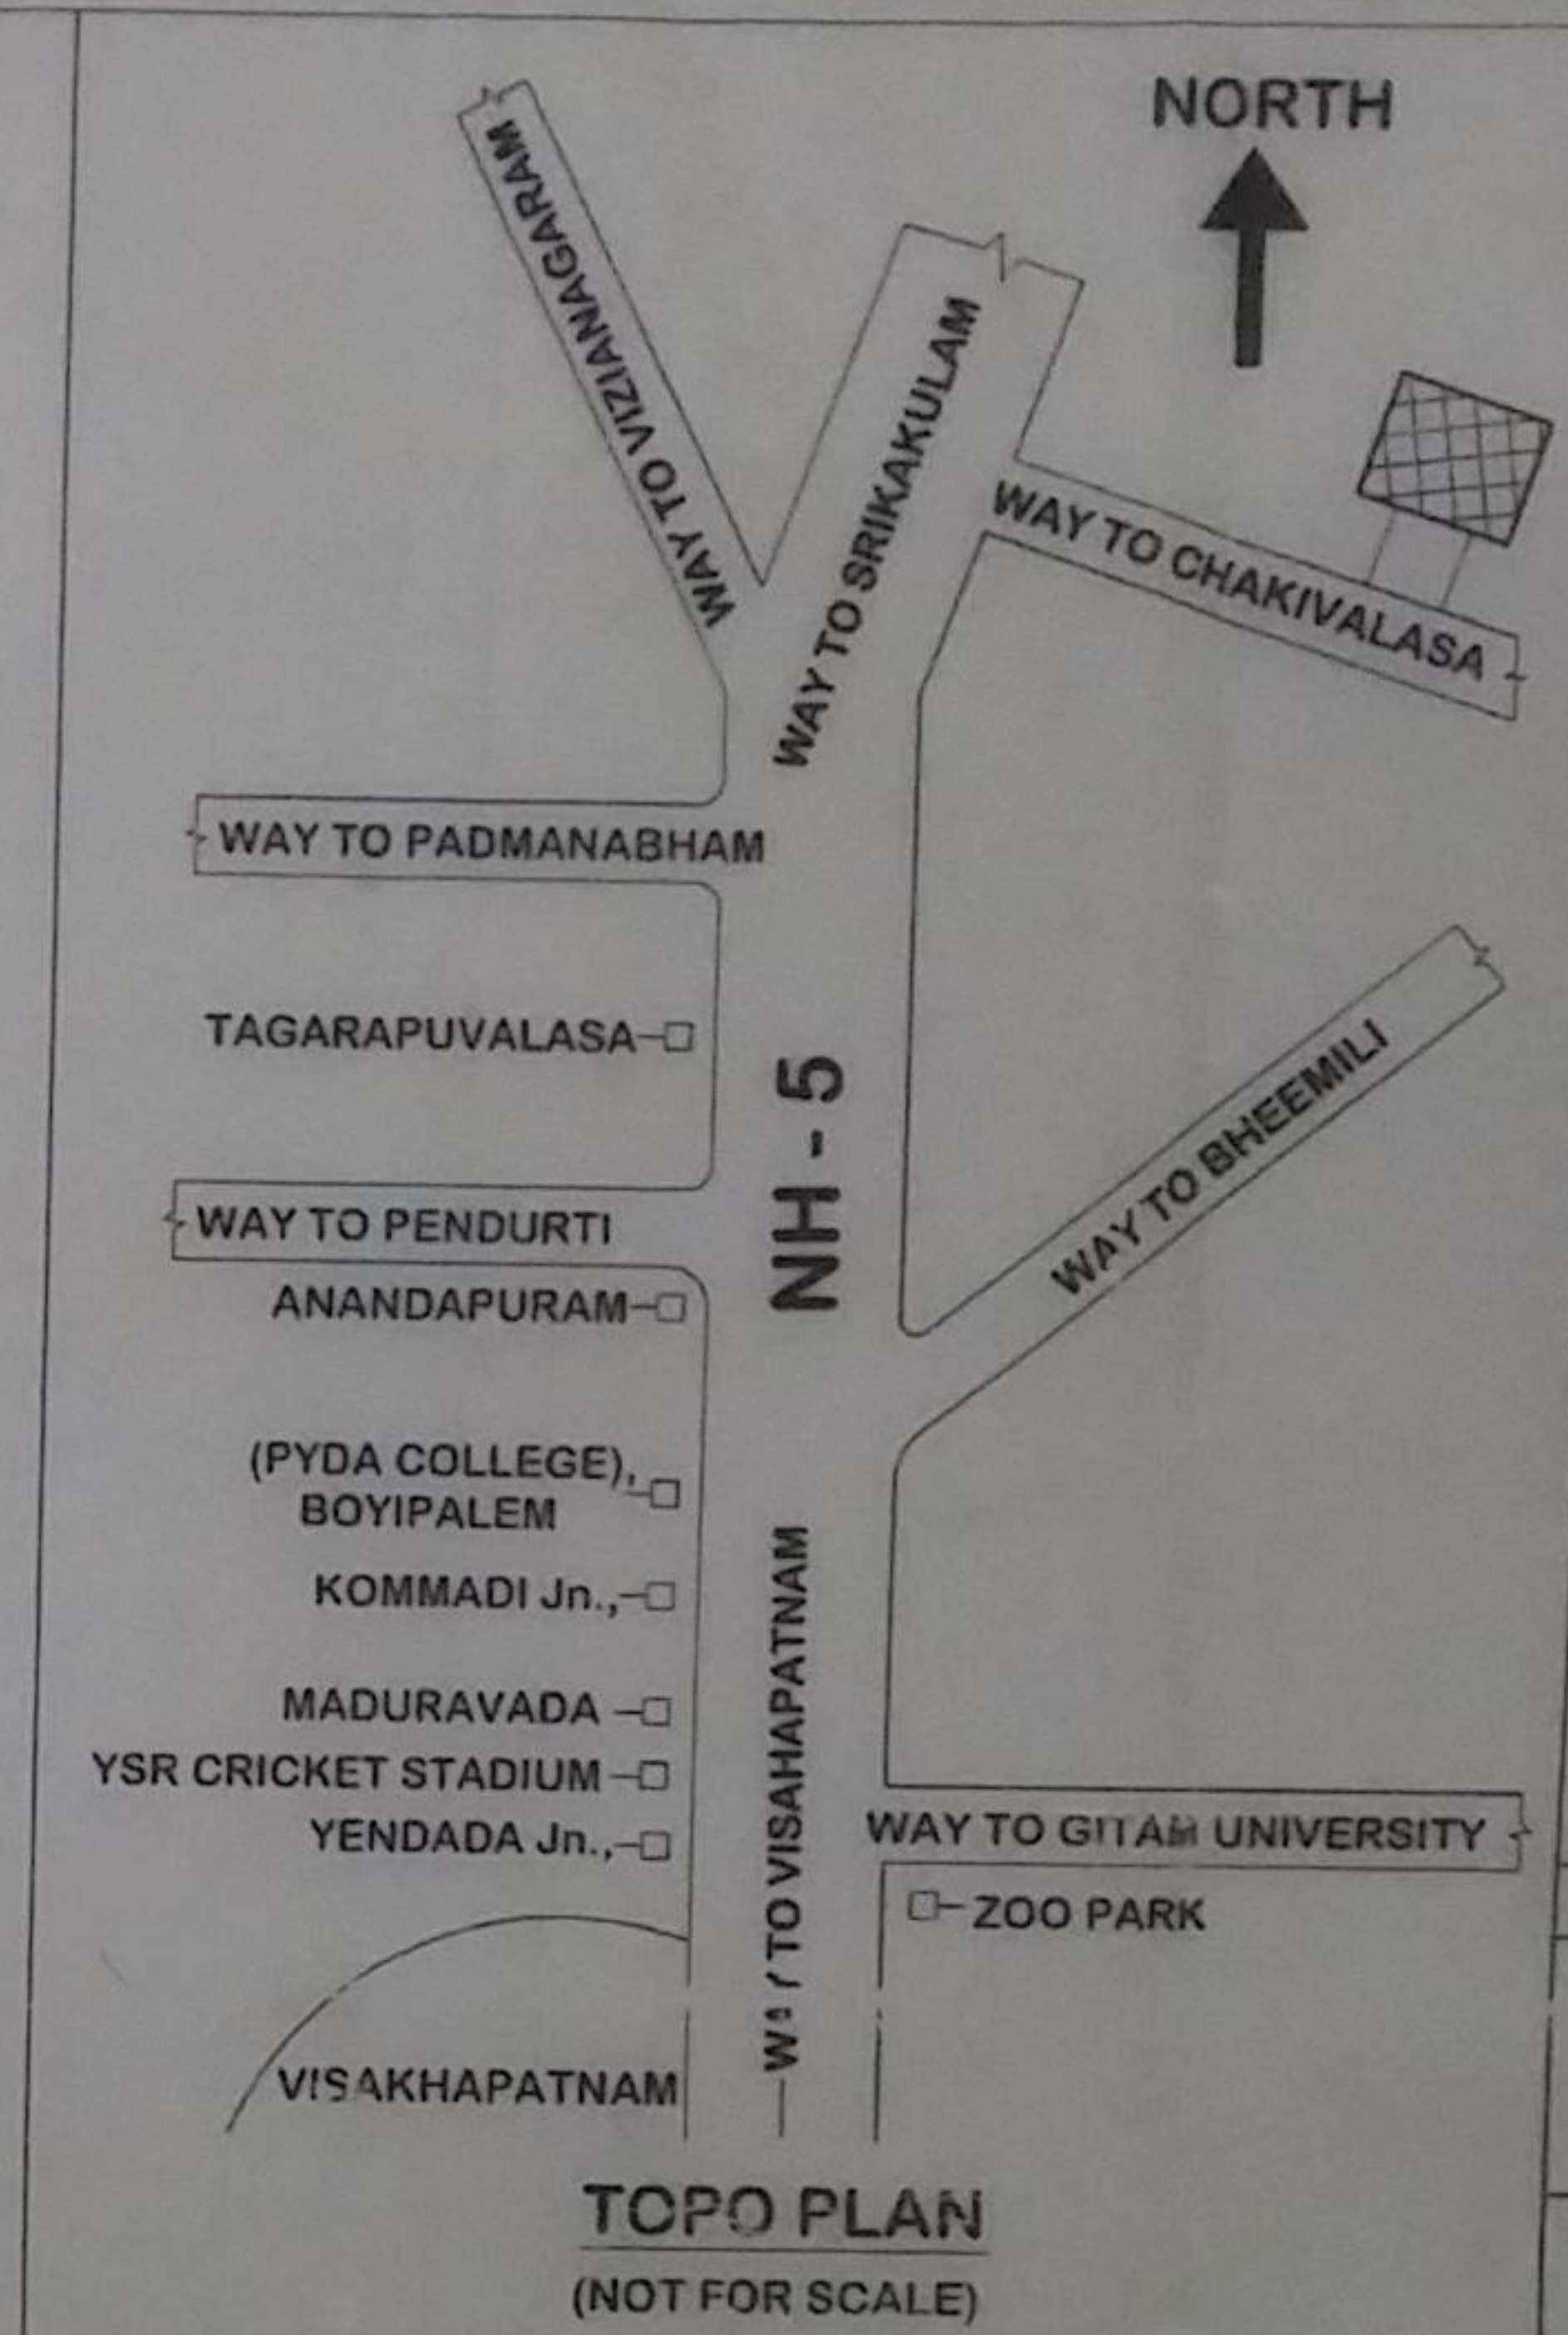 NORTH
WAY TO VIZIANAGARAM
WAY TO SRIKAKULAM
WAY TO CHAKIVALASA
WAY TO PADMANABHAM
TAGARAPUVALASA
NH - 5
WAY TO BHEEMILI
WAY TO PENDURTI
ANANDAPURAM
(PYDA COLLEGE),
BOYIPALEM
KOMMADI Jn.,
MADURAVADA
YSR CRICKET STADIUM
YENDADA Jn.,
WAY TO VISAHAPATNAM
WAY TO GITAM UNIVERSITY
ZOO PARK
VISAKHAPATNAM
TOPO PLAN
(NOT FOR SCALE)